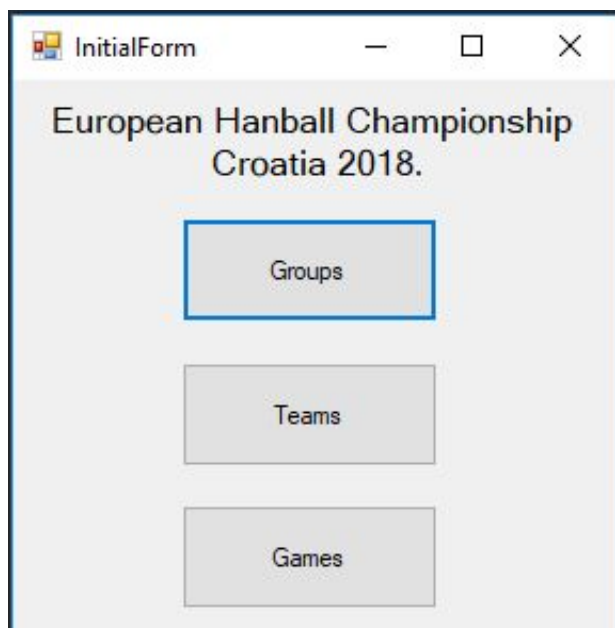 InitialForm
European Hanball Championship
Croatia 2018.
Groups
Teams
Games